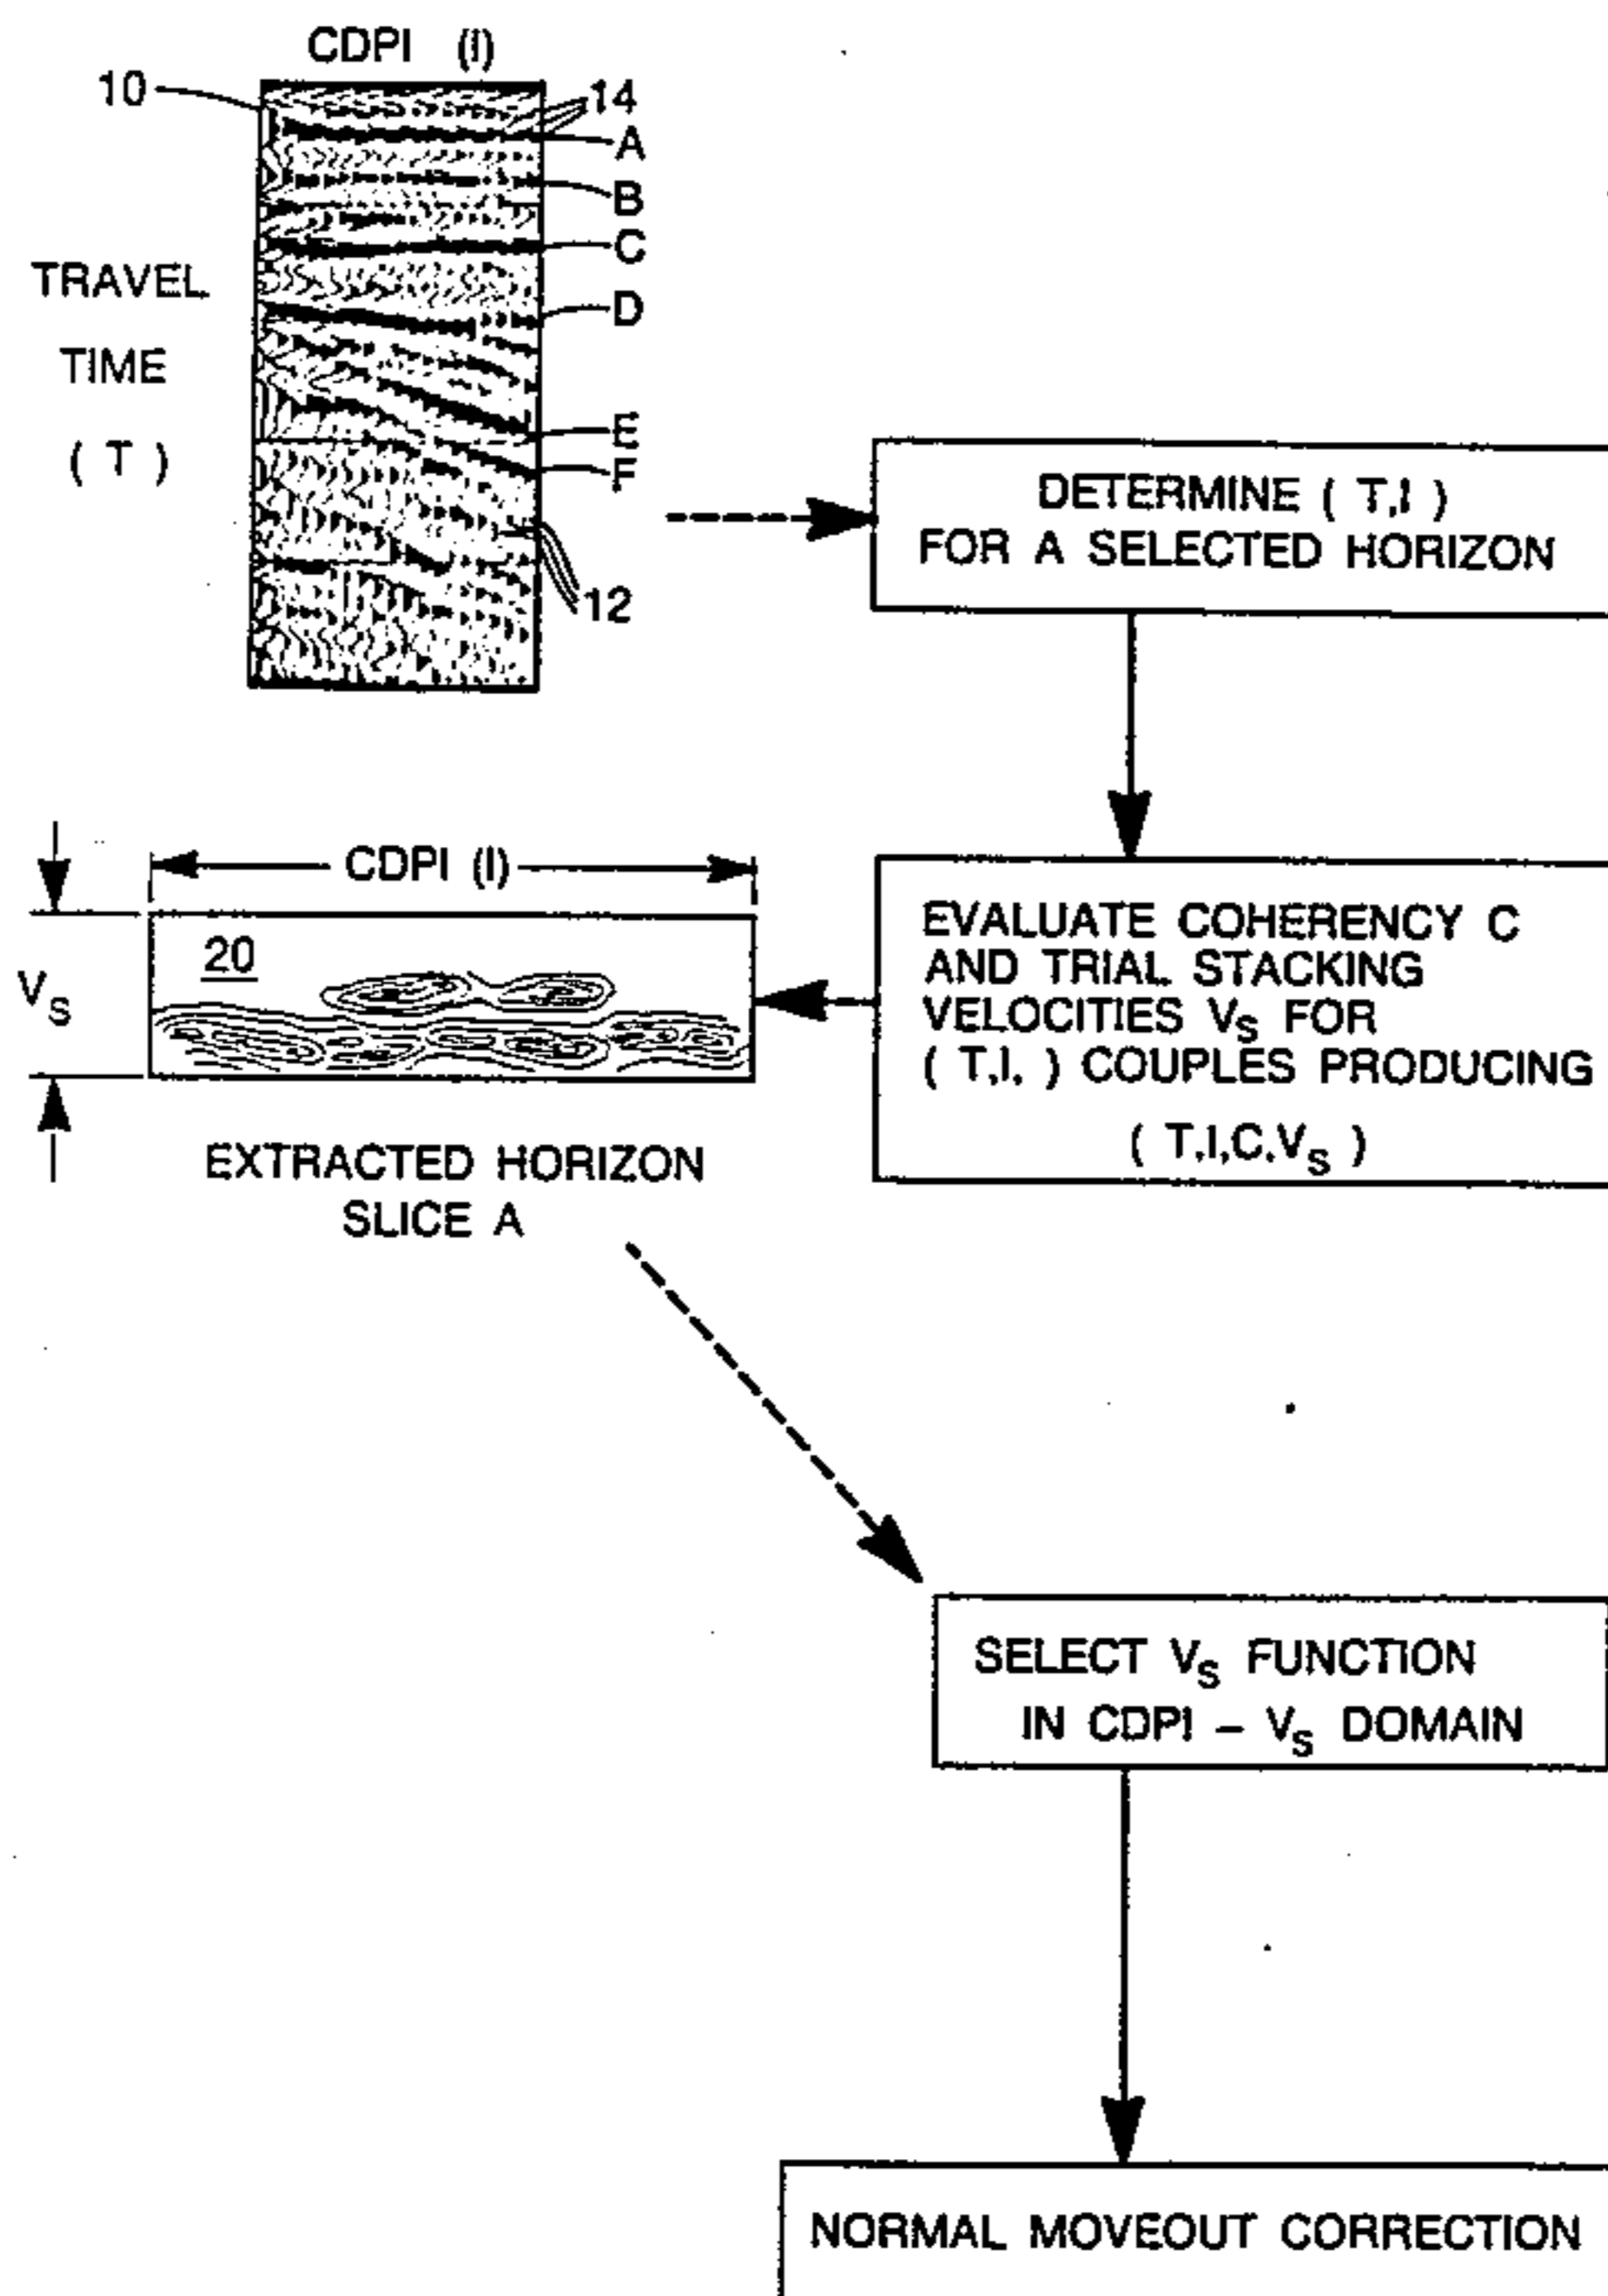 CDPI (I)
10
14
A
B
C
D
E
F
12
TRAVEL
TIME
( T )
DETERMINE ( T,I )
FOR A SELECTED HORIZON
CDPI (I)
20
VS
EXTRACTED HORIZON
SLICE A
EVALUATE COHERENCY C
AND TRIAL STACKING
VELOCITIES VS FOR
( T,I, ) COUPLES PRODUCING
( T,I,C,VS )
SELECT VS FUNCTION
IN CDPI – VS DOMAIN
NORMAL MOVEOUT CORRECTION